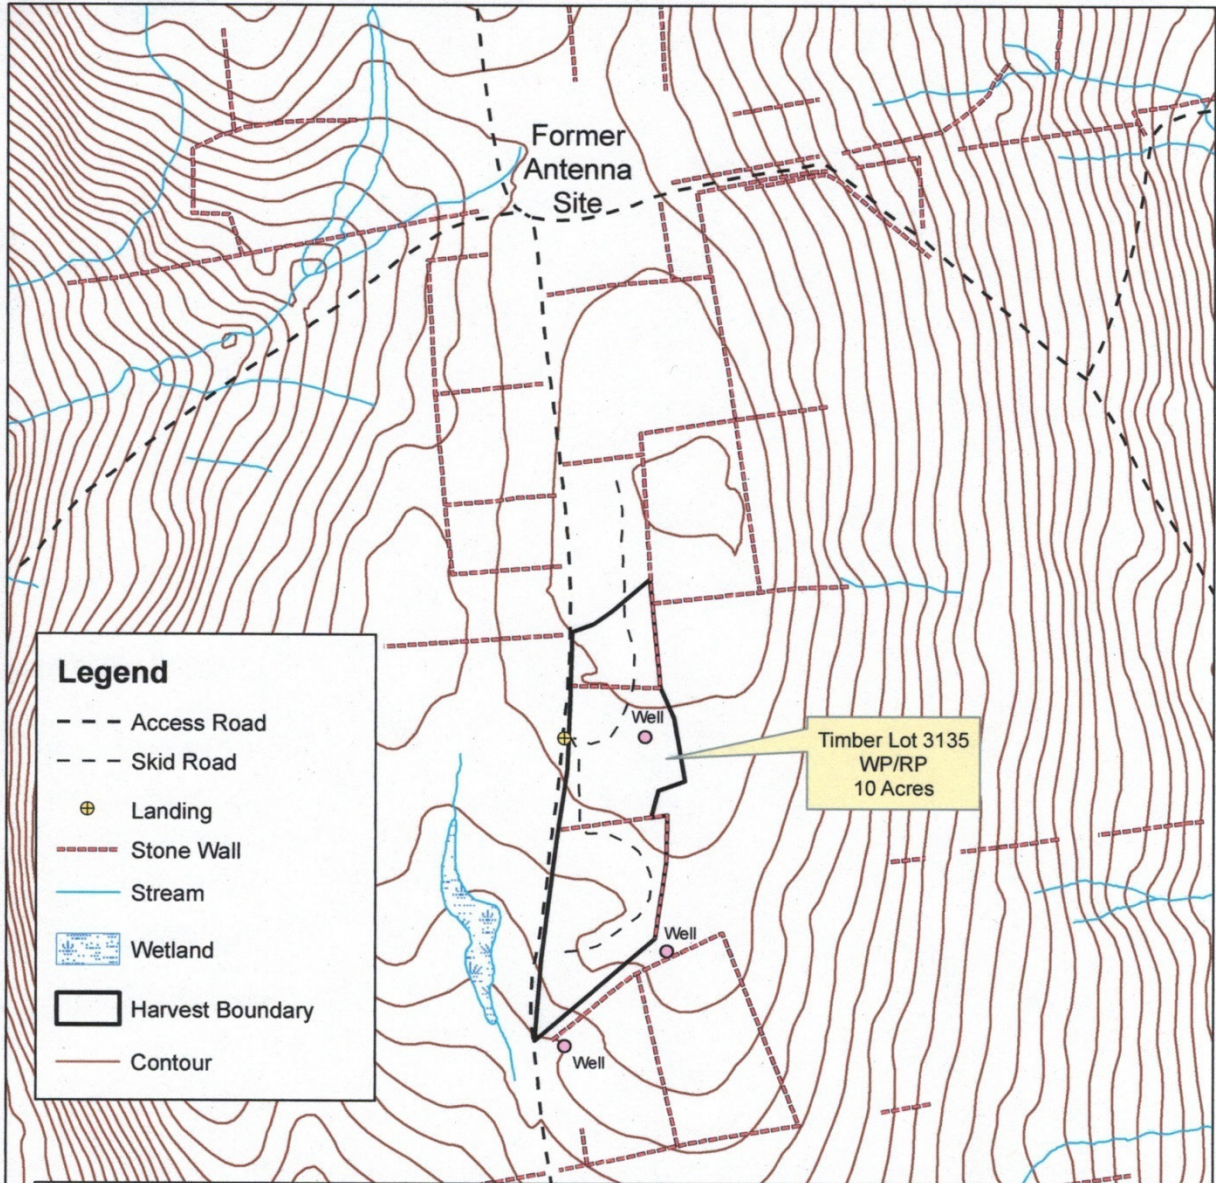 Former
Antenna
Site
Legend
Access Road
Skid Road
Landing
Stone Wall
Stream
Wetland
Harvest Boundary
Contour
Well
Timber Lot 3135
WP/RP
10 Acres
Well
Well